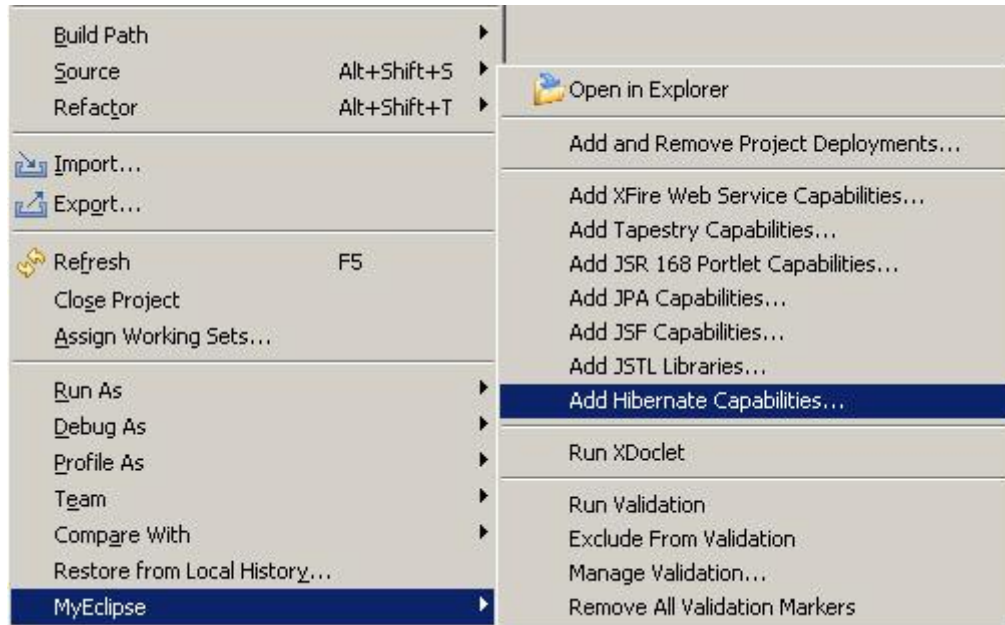 Build Path
Source Alt+Shift+S
Refactor Alt+Shift+T
Import...
Export...
Refresh F5
Close Project
Assign Working Sets...
Run As
Debug As
Profile As
Team
Compare With
Restore from Local History...
MyEclipse
Open in Explorer
Add and Remove Project Deployments...
Add XFire Web Service Capabilities...
Add Tapestry Capabilities...
Add JSR 168 Portlet Capabilities...
Add JPA Capabilities...
Add JSF Capabilities...
Add JSTL Libraries...
Add Hibernate Capabilities...
Run XDoclet
Run Validation
Exclude From Validation
Manage Validation...
Remove All Validation Markers